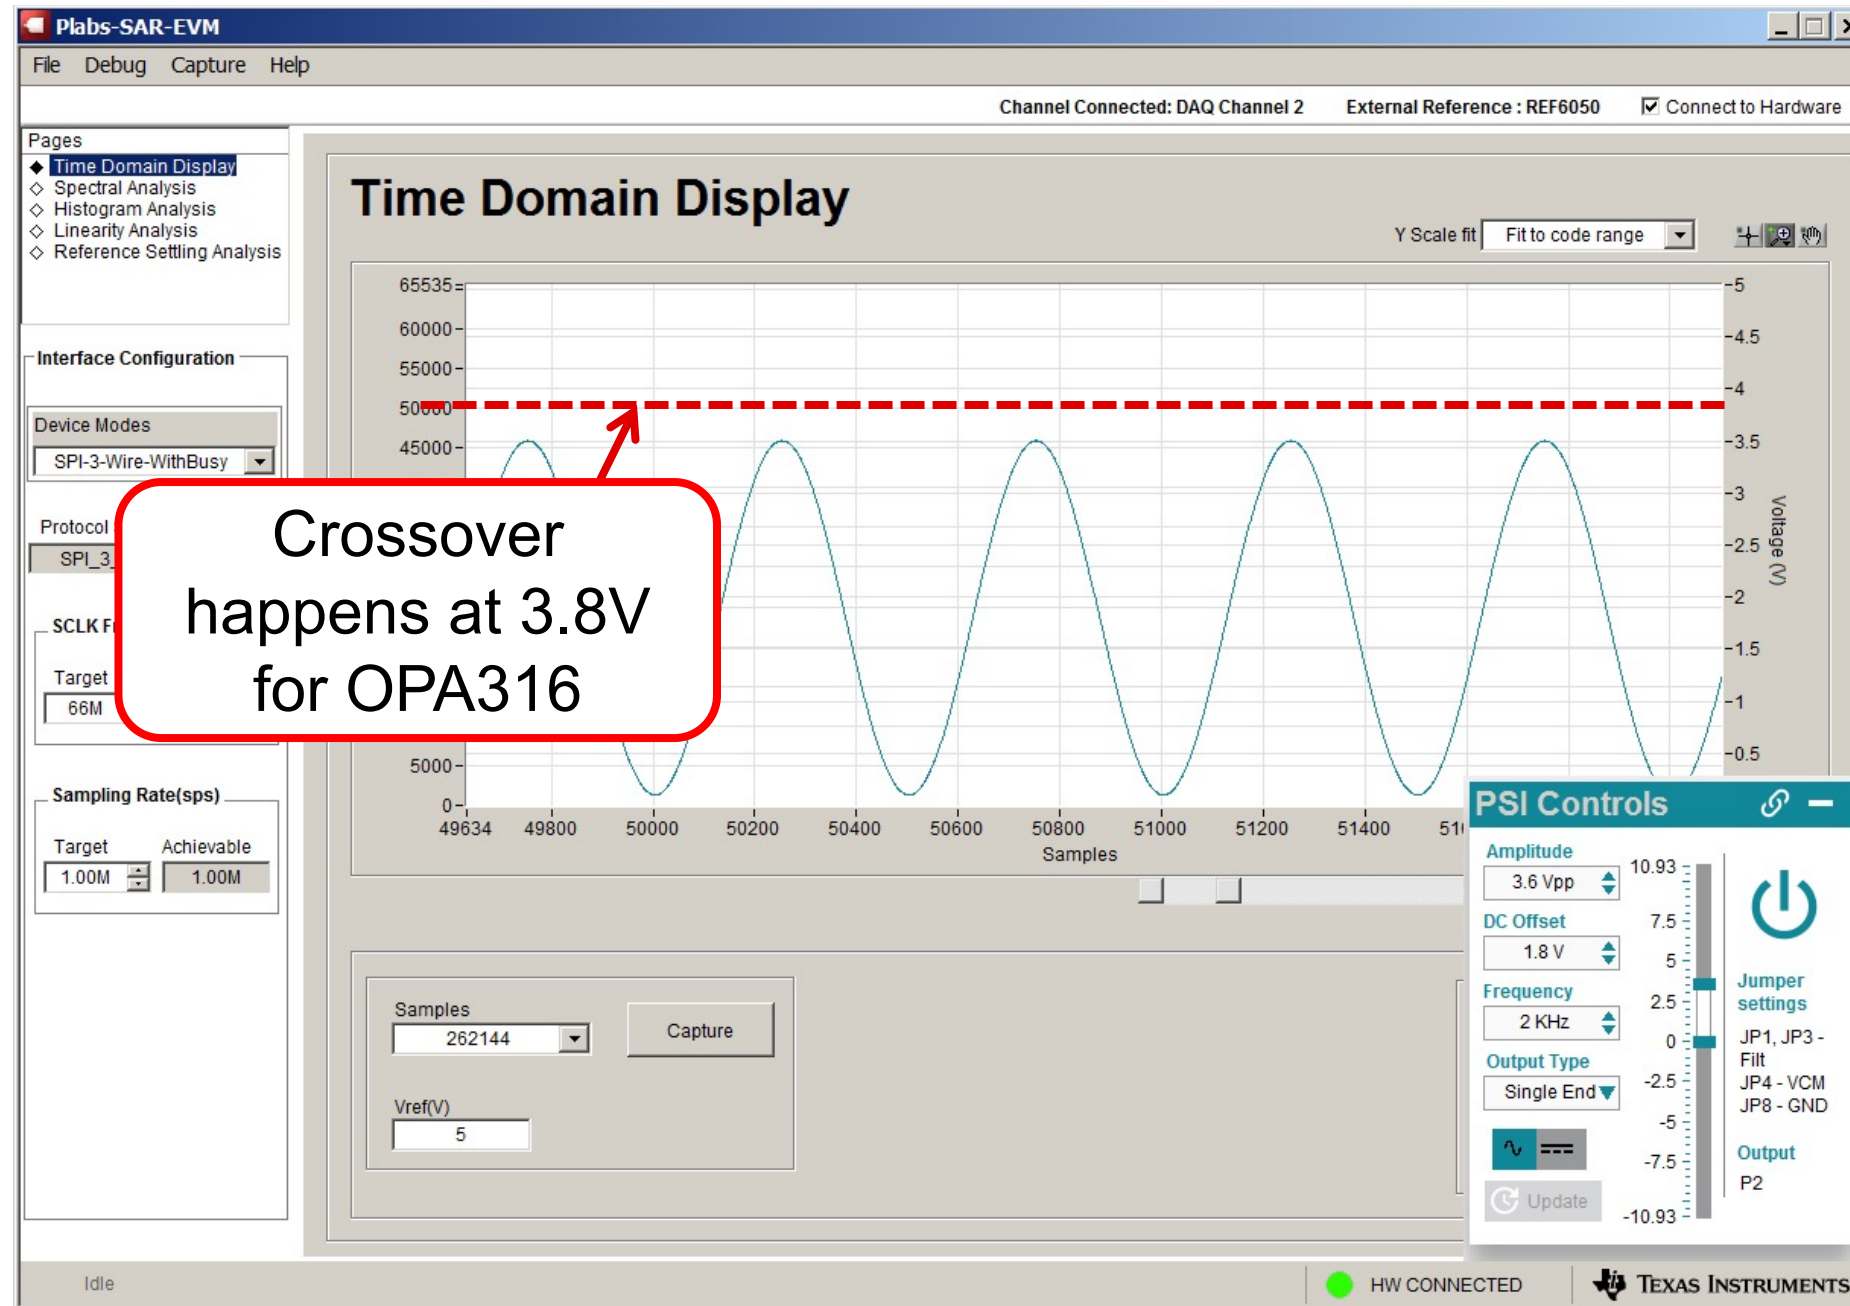 Plabs-SAR-EVM
File Debug Capture Help
Channel Connected: DAQ Channel 2 External Reference : REF6050 Connect to Hardware
Pages
Time Domain Display
Spectral Analysis
Histogram Analysis
Linearity Analysis
Reference Settling Analysis
Interface Configuration
Device Modes
SPI-3-Wire-WithBusy
Protocol
SPI_3_
SCLK F
Target
66M
Sampling Rate(sps)
Target Achievable
1.00M 1.00M
Time Domain Display
Y Scale fit Fit to code range
65535
60000
55000
50000
45000
5000
0
5
4.5
4
3.5
3
2.5
2
1.5
1
0.5
Voltage (V)
49634 49800 50000 50200 50400 50600 50800 51000 51200 51400 51
Samples
Crossover
happens at 3.8V
for OPA316
Samples
262144
Capture
Vref(V)
5
PSI Controls
Amplitude
3.6 Vpp
DC Offset
1.8 V
Frequency
2 KHz
Output Type
Single End
Update
10.93
7.5
5
2.5
0
-2.5
-5
-7.5
-10.93
Jumper
settings
JP1, JP3 -
Filt
JP4 - VCM
JP8 - GND
Output
P2
Idle
HW CONNECTED
TEXAS INSTRUMENTS